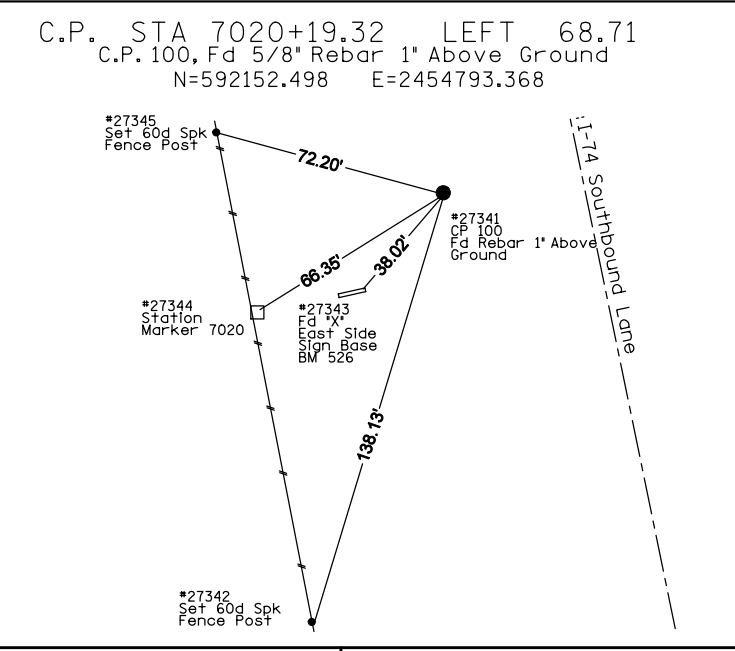 C.P. STA 7020+19.32 LEFT 68.71
C.P. 100, Fd 5/8" Rebar 1" Above Ground
N=592152.498 E=2454793.368
#27345
Set 60d Spk
Fence Post
72.20'
I-74 Southbound Lane
#27341
CP 100
Fd Rebar 1" Above
Ground
66.35'
38.02'
#27344
Station
Marker 7020
#27343
Fd "X"
East Side
Sign Base
BM 526
138.13'
#27342
Set 60d Spk
Fence Post